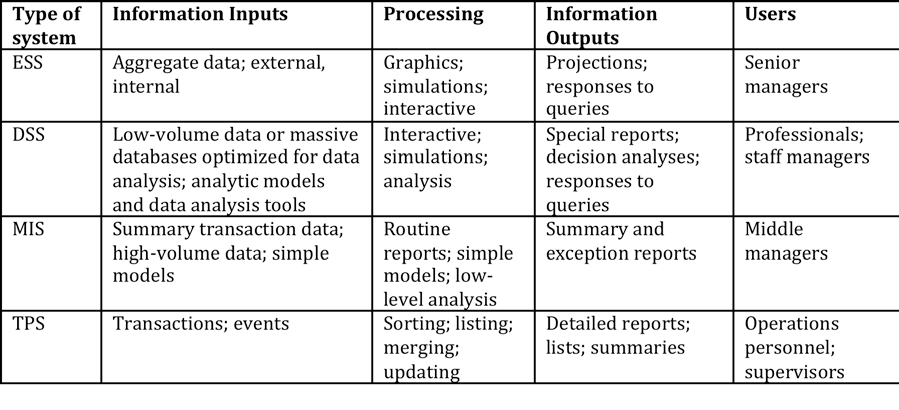 Type of system
Information Inputs
Processing
Information Outputs
Users
ESS
Aggregate data; external,
internal
Graphics;
simulations;
interactive
Projections;
responses to
queries
Senior
managers
DSS
Low-volume data or massive
databases optimized for data
analysis; analytic models
and data analysis tools
Interactive;
simulations;
analysis
Special reports;
decision analyses;
responses to
queries
Professionals;
staff managers
MIS
Summary transaction data;
high-volume data; simple
models
Routine
reports; simple
models; low-
level analysis
Summary and
exception reports
Middle
managers
TPS
Transactions; events
Sorting; listing;
merging;
updating
Detailed reports;
lists; summaries
Operations
personnel;
supervisors